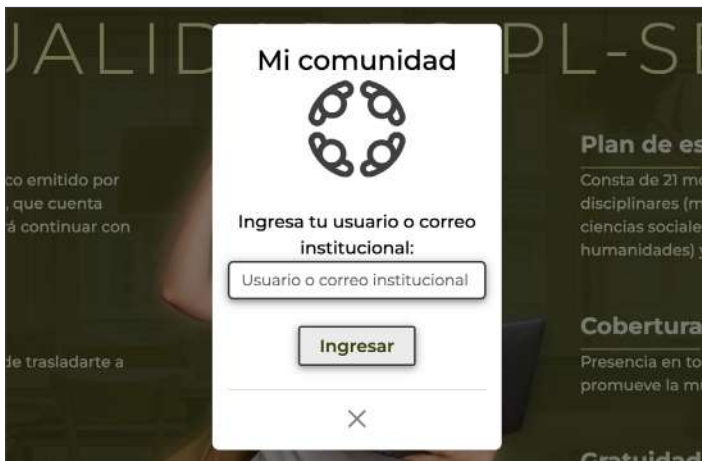 UALID
PL-SE
Mi comunidad
Ingresa tu usuario o correo
institucional:
Usuario o correo institucional
Ingresar
co emitido por
, que cuenta
á continuar con
de trasladarte a
Plan de es
Consta de 21 mó
disciplinares (m
ciencias sociale
humanidades) y
Cobertura
Presencia en to
promueve la mo
Gratuidad